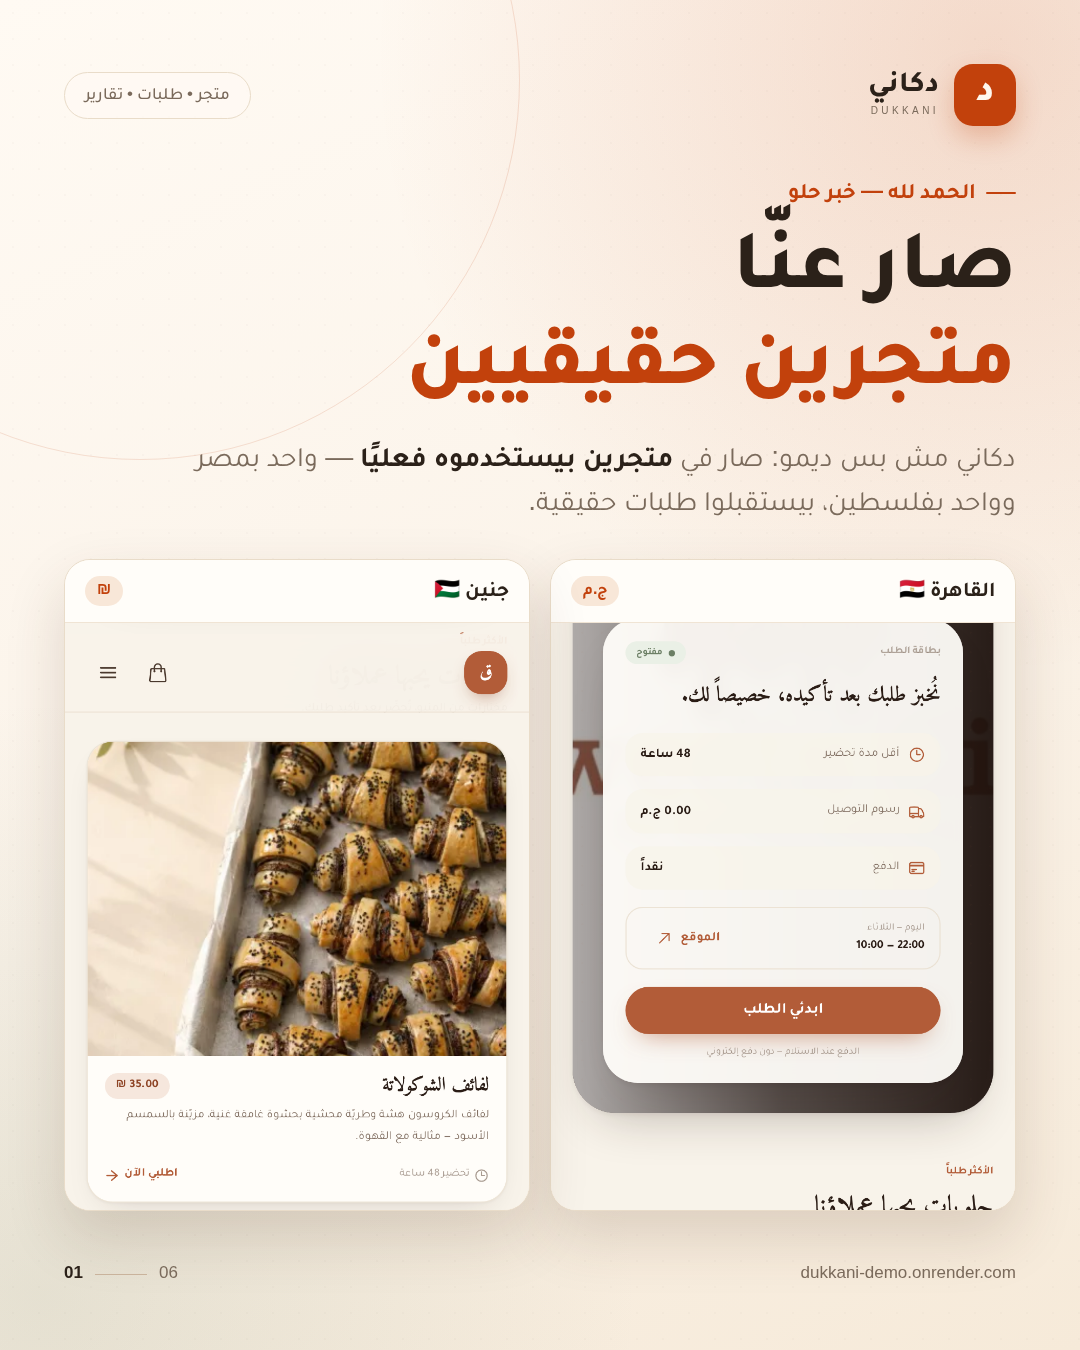 د
دكاني
DUKKANI
متجر • طلبات • تقارير
الحمد لله — خبر حلو
صار عنّا
متجرين حقيقيين
دكاني مش بس ديمو: صار في متجرين بيستخدموه فعليًا — واحد بمصر
وواحد بفلسطين، بيستقبلوا طلبات حقيقية.
القاهرة 🇪🇬
ج.م
بطاقة الطلب
مفتوح
نُخبز طلبك بعد تأكيده، خصيصاً لك.
أقل مدة تحضير
48 ساعة
رسوم التوصيل
0.00 ج.م
الدفع
نقداً
اليوم – الثلاثاء
10:00 – 22:00
الموقع
ابدئي الطلب
الدفع عند الاستلام – دون دفع إلكتروني
الأكثر طلباً
حلويات يحبها عملاؤنا
جنين 🇵🇸
₪
ق
لفائف الشوكولاتة
35.00 ₪
لفائف الكروسون هشة وطريّة محشية بحشوة غامقة غنية، مزيّنة بالسمسم
الأسود – مثالية مع القهوة.
تحضير 48 ساعة
اطلبي الآن
01
06
dukkani-demo.onrender.com